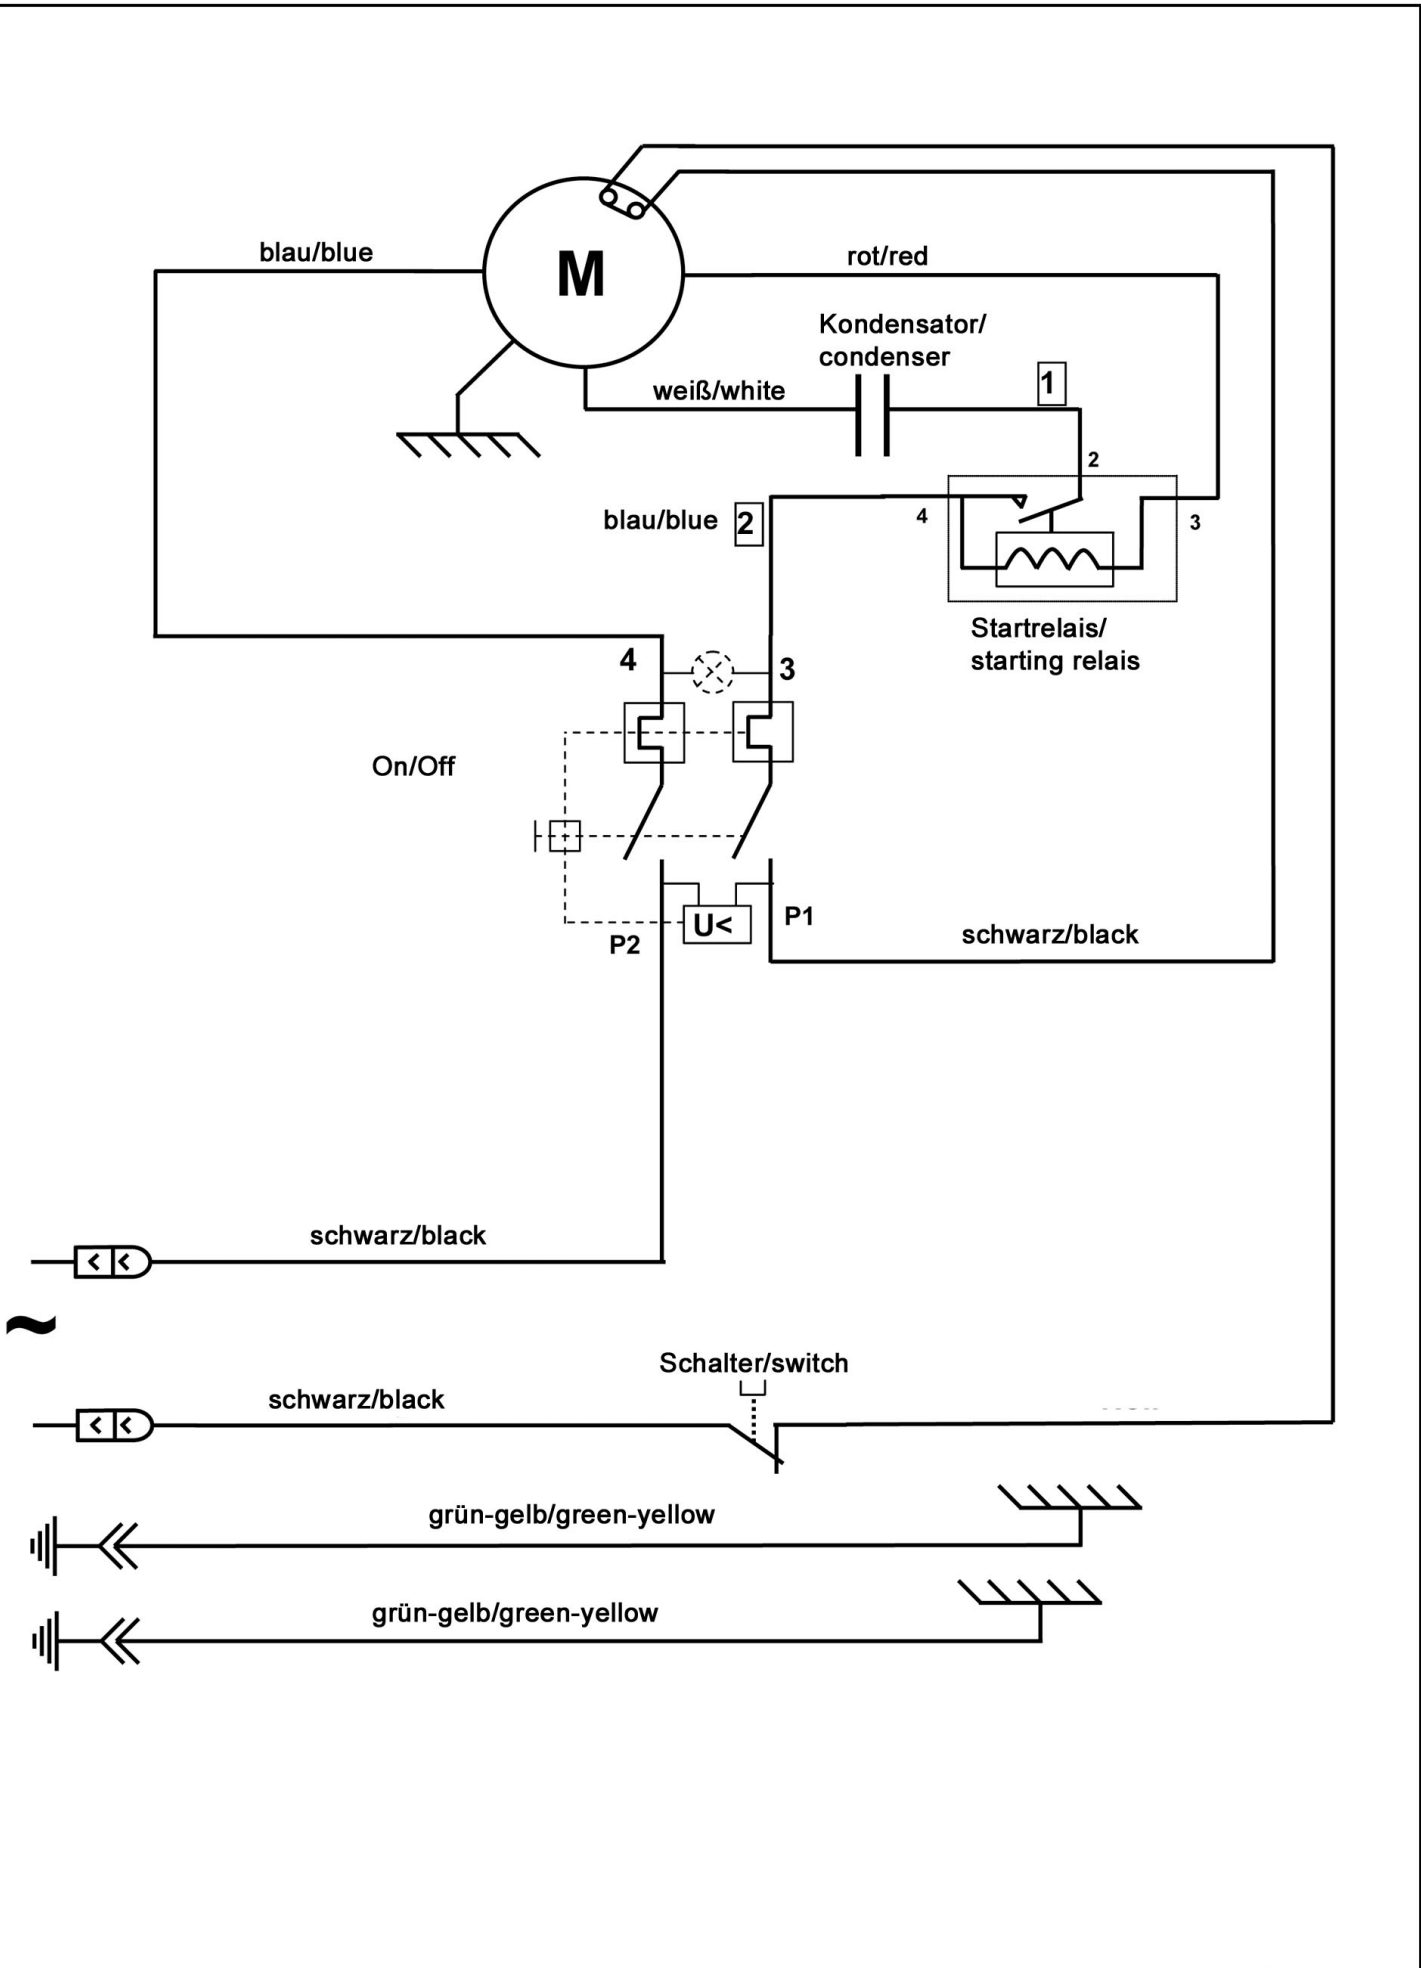 blau/blue
M
rot/red
Kondensator/
condenser
weiß/white
1
2
blau/blue
2
4
3
Startrelais/
starting relais
4
3
On/Off
U<
P1
P2
schwarz/black
schwarz/black
~
Schalter/switch
schwarz/black
grün-gelb/green-yellow
grün-gelb/green-yellow